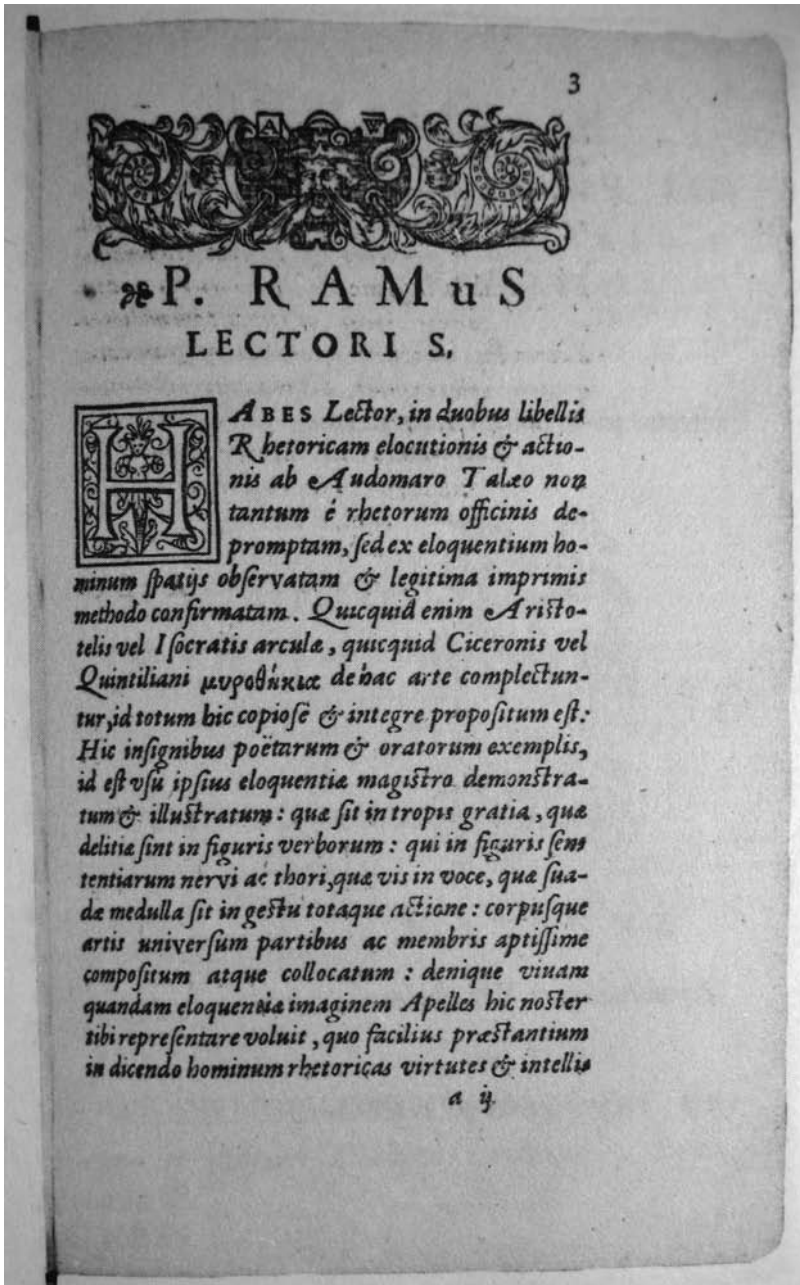 3
A W
P. RAMuS
LECTORI S.
HABES Lector, in duobus libellis
Rhetoricam elocutionis & actio-
nis ab Audomaro Talæo non
tantum é rhetorum officinis de-
promptam, sed ex eloquentium ho-
minum spatijs observatam & legitima imprimis
methodo confirmatam. Quicquid enim Aristo-
telis vel Isocratis arculæ, quicquid Ciceronis vel
Quintiliani μυροθήκια de hac arte complectun-
tur, id totum hic copiosè & integre propositum est:
Hic insignibus poëtarum & oratorum exemplis,
id est vsu ipsius eloquentiæ magistro demonstra-
tum & illustratum: quæ sit in tropis gratia, quæ
delitiæ sint in figuris verborum: qui in figuris sen
tentiarum nervi ac thori, quæ vis in voce, quæ sua-
dæ medulla sit in gestu totaque actione: corpusque
artis universum partibus ac membris aptissime
compositum atque collocatum: denique viuam
quandam eloquentiæ imaginem Apelles hic noster
tibi repræsentare voluit, quo facilius præstantium
in dicendo hominum rhetoricas virtutes & intellis
a ij